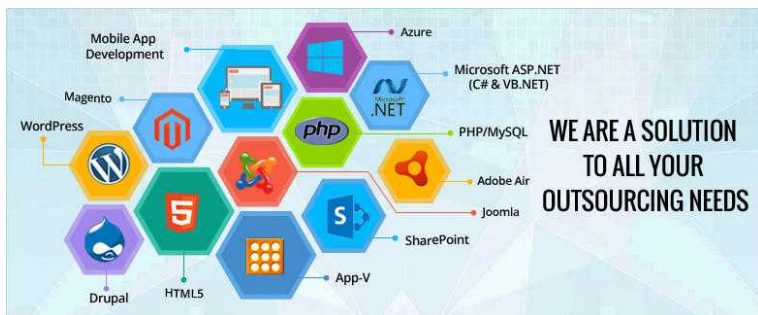 Mobile App
Development
Azure
Microsoft ASP.NET
(C# & VB.NET)
Magento
Microsoft
.NET
WordPress
php
PHP/MySQL
WE ARE A SOLUTION
TO ALL YOUR
OUTSOURCING NEEDS
Adobe Air
Joomla
SharePoint
App-V
HTML5
Drupal
W
5
S